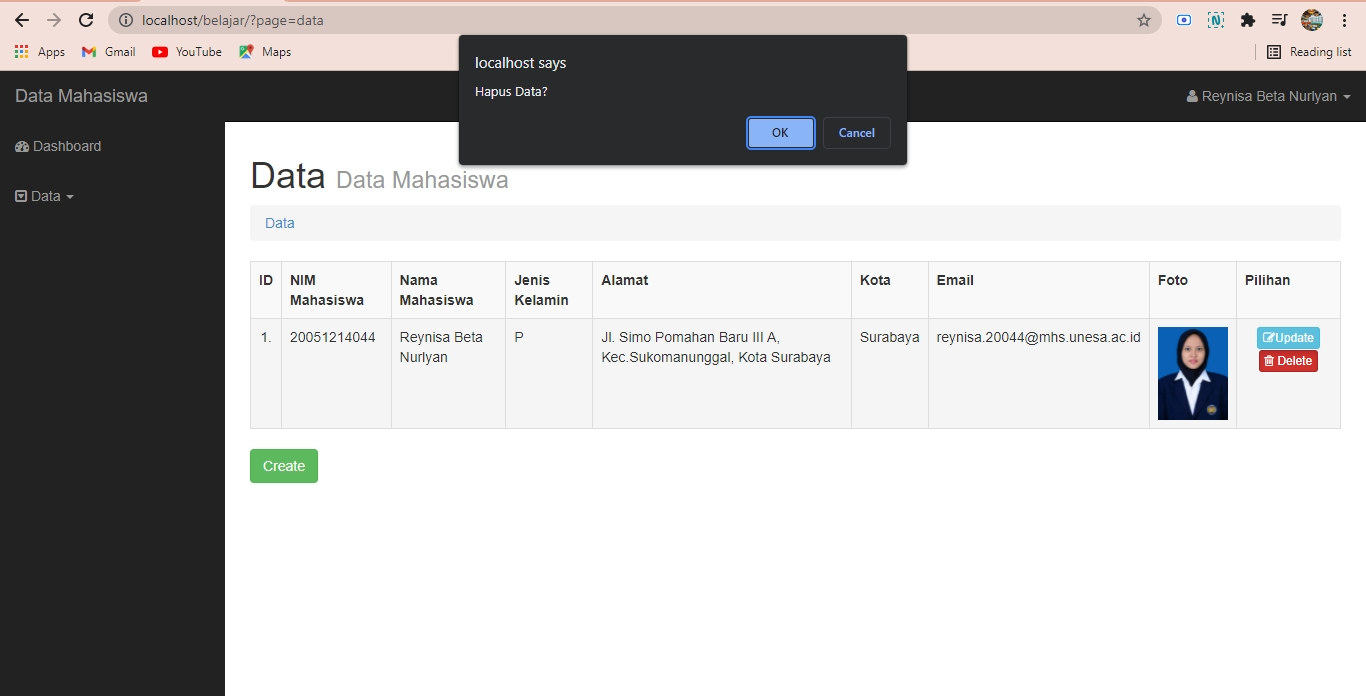 localhost/belajar/?page=data
Apps Gmail YouTube Maps Reading list
localhost says
Hapus Data?
OK Cancel
Data Mahasiswa Reynisa Beta Nurlyan
Dashboard
Data
Data Data Mahasiswa
Data
ID NIM Mahasiswa Nama Mahasiswa Jenis Kelamin Alamat Kota Email Foto Pilihan
1. 20051214044 Reynisa Beta Nurlyan P Jl. Simo Pomahan Baru III A, Kec.Sukomanunggal, Kota Surabaya Surabaya reynisa.20044@mhs.unesa.ac.id Update
Delete
Create